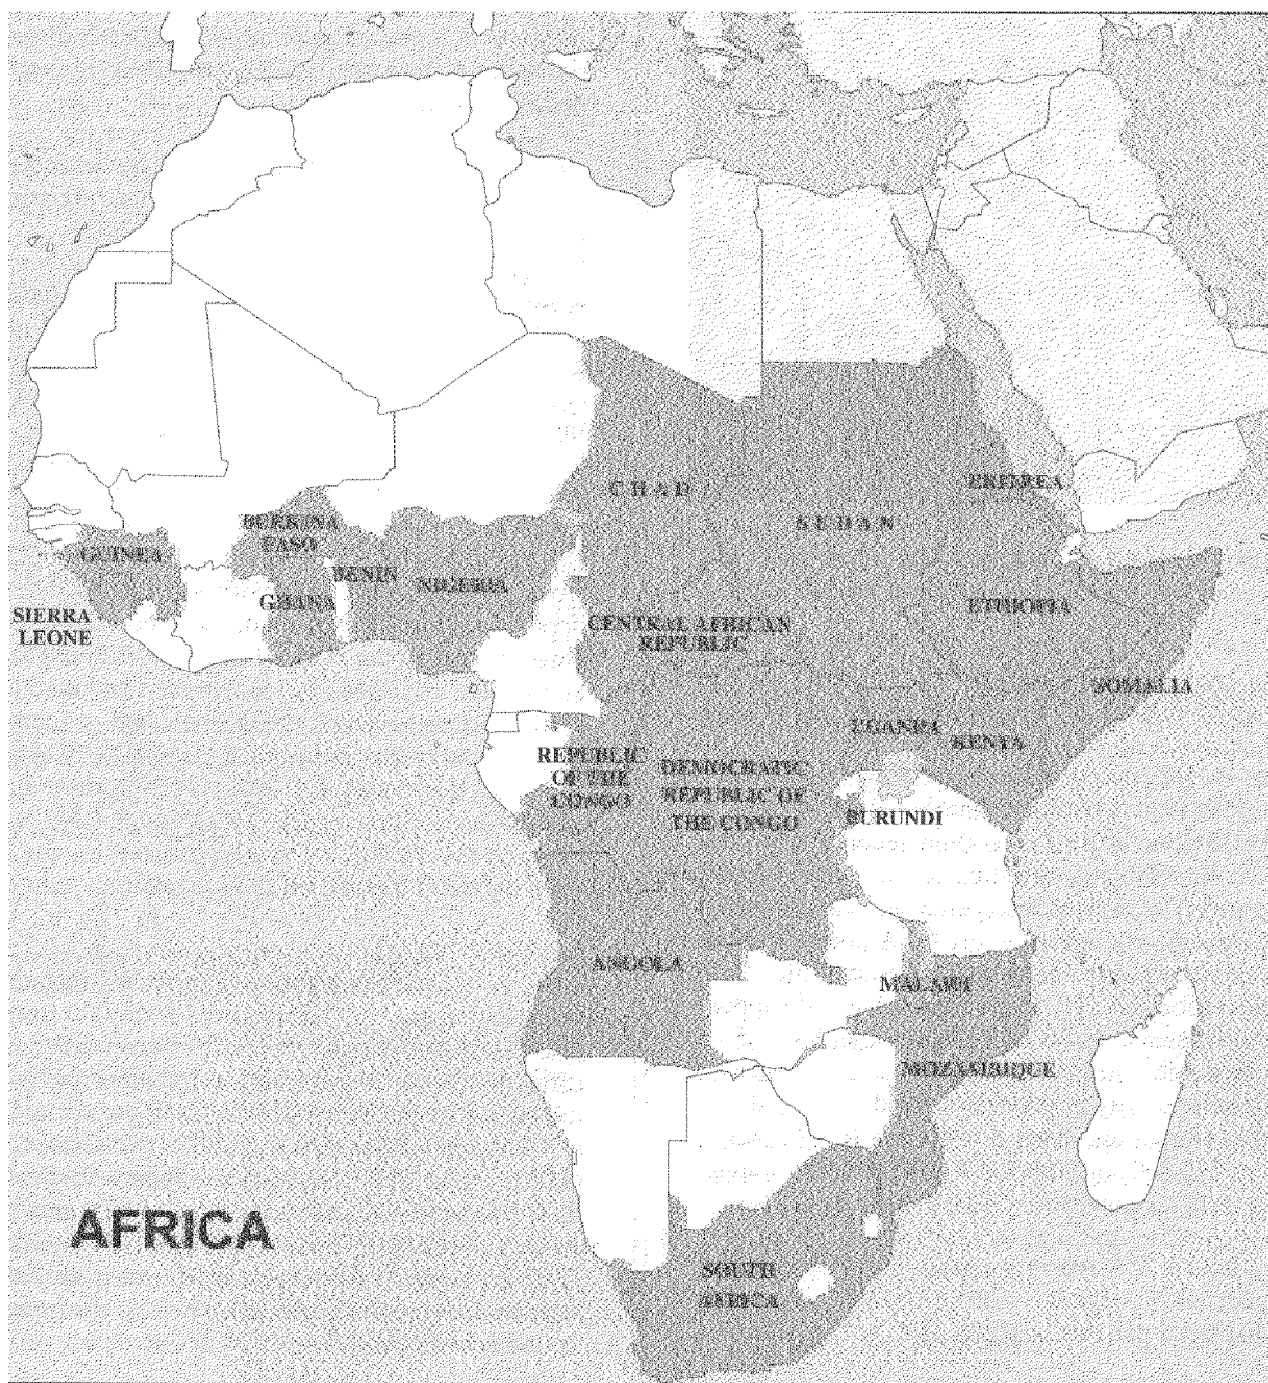 CHAD
ERITREA
SUDAN
BURKINA
FASO
GUINEA
BENIN
NIGERIA
GHANA
ETHIOPIA
SIERRA
LEONE
CENTRAL AFRICAN
REPUBLIC
SOMALIA
UGANDA
KENYA
REPUBLIC
OF THE
CONGO
DEMOCRATIC
REPUBLIC OF
THE CONGO
BURUNDI
ANGOLA
MALAWI
MOZAMBIQUE
AFRICA
SOUTH
AFRICA